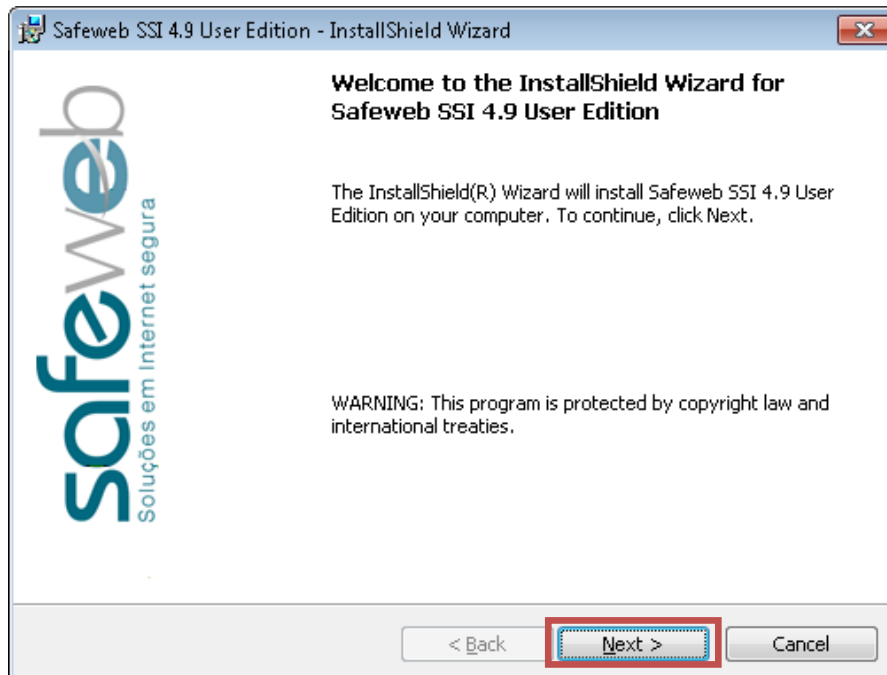 Safeweb SSI 4.9 User Edition - InstallShield Wizard
Welcome to the InstallShield Wizard for
Safeweb SSI 4.9 User Edition
The InstallShield(R) Wizard will install Safeweb SSI 4.9 User
Edition on your computer. To continue, click Next.
WARNING: This program is protected by copyright law and
international treaties.
safeweb
Soluções em Internet segura
< Back
Next >
Cancel